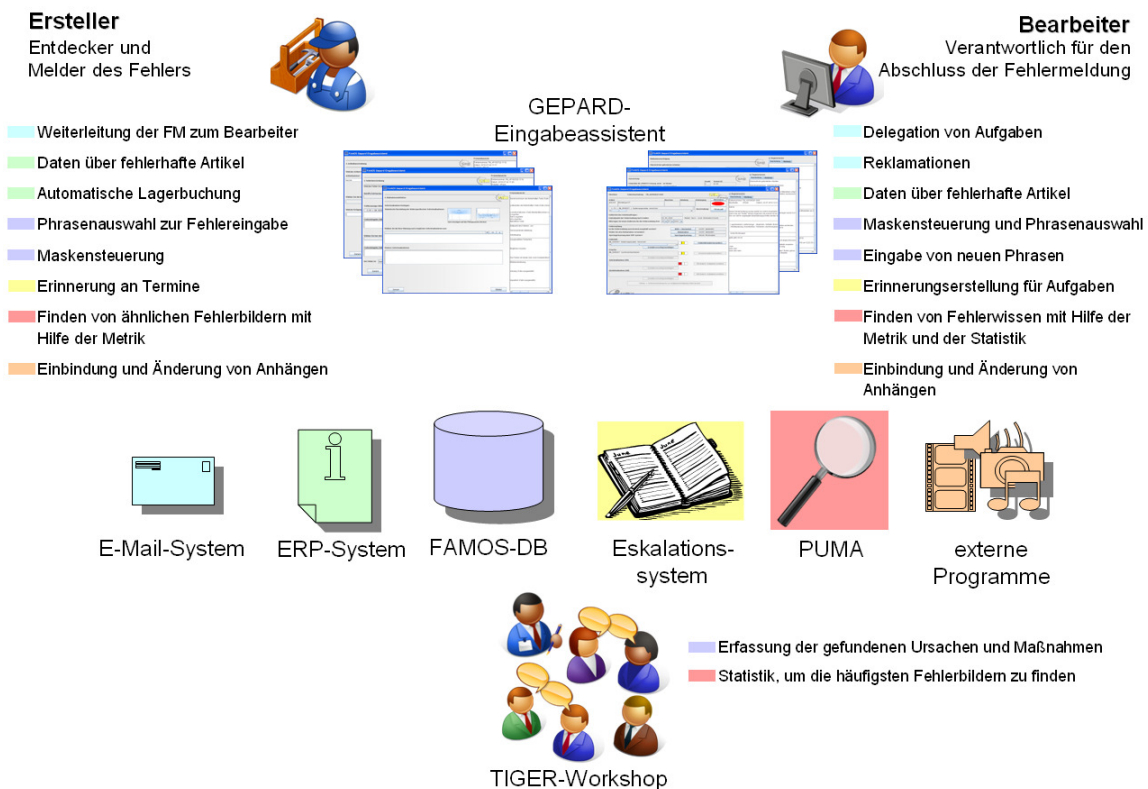 Ersteller
Entdecker und
Melder des Fehlers
Weiterleitung der FM zum Bearbeiter
Daten über fehlerhafte Artikel
Automatische Lagerbuchung
Phrasenauswahl zur Fehlereingabe
Maskensteuerung
Erinnerung an Termine
Finden von ähnlichen Fehlerbildern mit
Hilfe der Metrik
Einbindung und Änderung von Anhängen
GEPARD-
Eingabeassistent
Bearbeiter
Verantwortlich für den
Abschluss der Fehlermeldung
Delegation von Aufgaben
Reklamationen
Daten über fehlerhafte Artikel
Maskensteuerung und Phrasenauswahl
Eingabe von neuen Phrasen
Erinnerungserstellung für Aufgaben
Finden von Fehlerwissen mit Hilfe der
Metrik und der Statistik
Einbindung und Änderung von
Anhängen
E-Mail-System
ERP-System
FAMOS-DB
June
June
Eskalations-
system
PUMA
externe
Programme
Erfassung der gefundenen Ursachen und Maßnahmen
Statistik, um die häufigsten Fehlerbildern zu finden
TIGER-Workshop